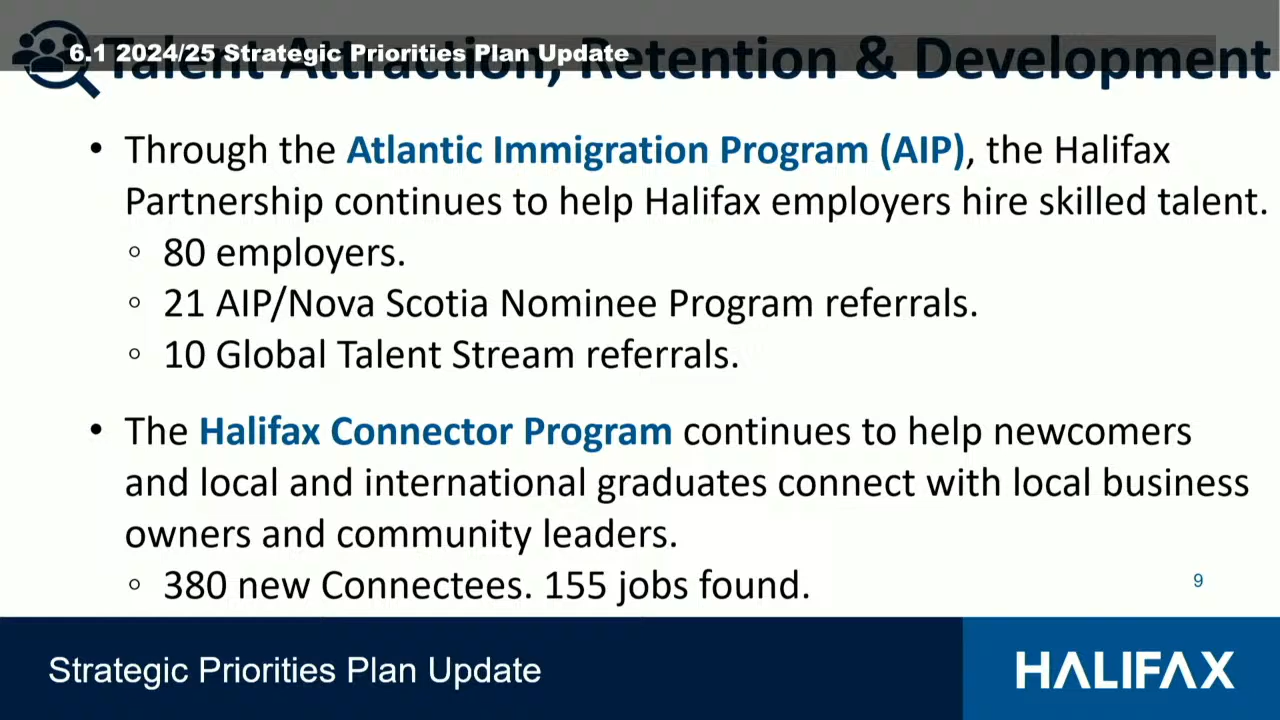 6.1 2024/25 Strategic Priorities Plan Update
Talent Attraction, Retention & Development
• Through the Atlantic Immigration Program (AIP), the Halifax
Partnership continues to help Halifax employers hire skilled talent.
◦ 80 employers.
◦ 21 AIP/Nova Scotia Nominee Program referrals.
◦ 10 Global Talent Stream referrals.
• The Halifax Connector Program continues to help newcomers
and local and international graduates connect with local business
owners and community leaders.
◦ 380 new Connectees. 155 jobs found.
9
Strategic Priorities Plan Update
HALIFAX